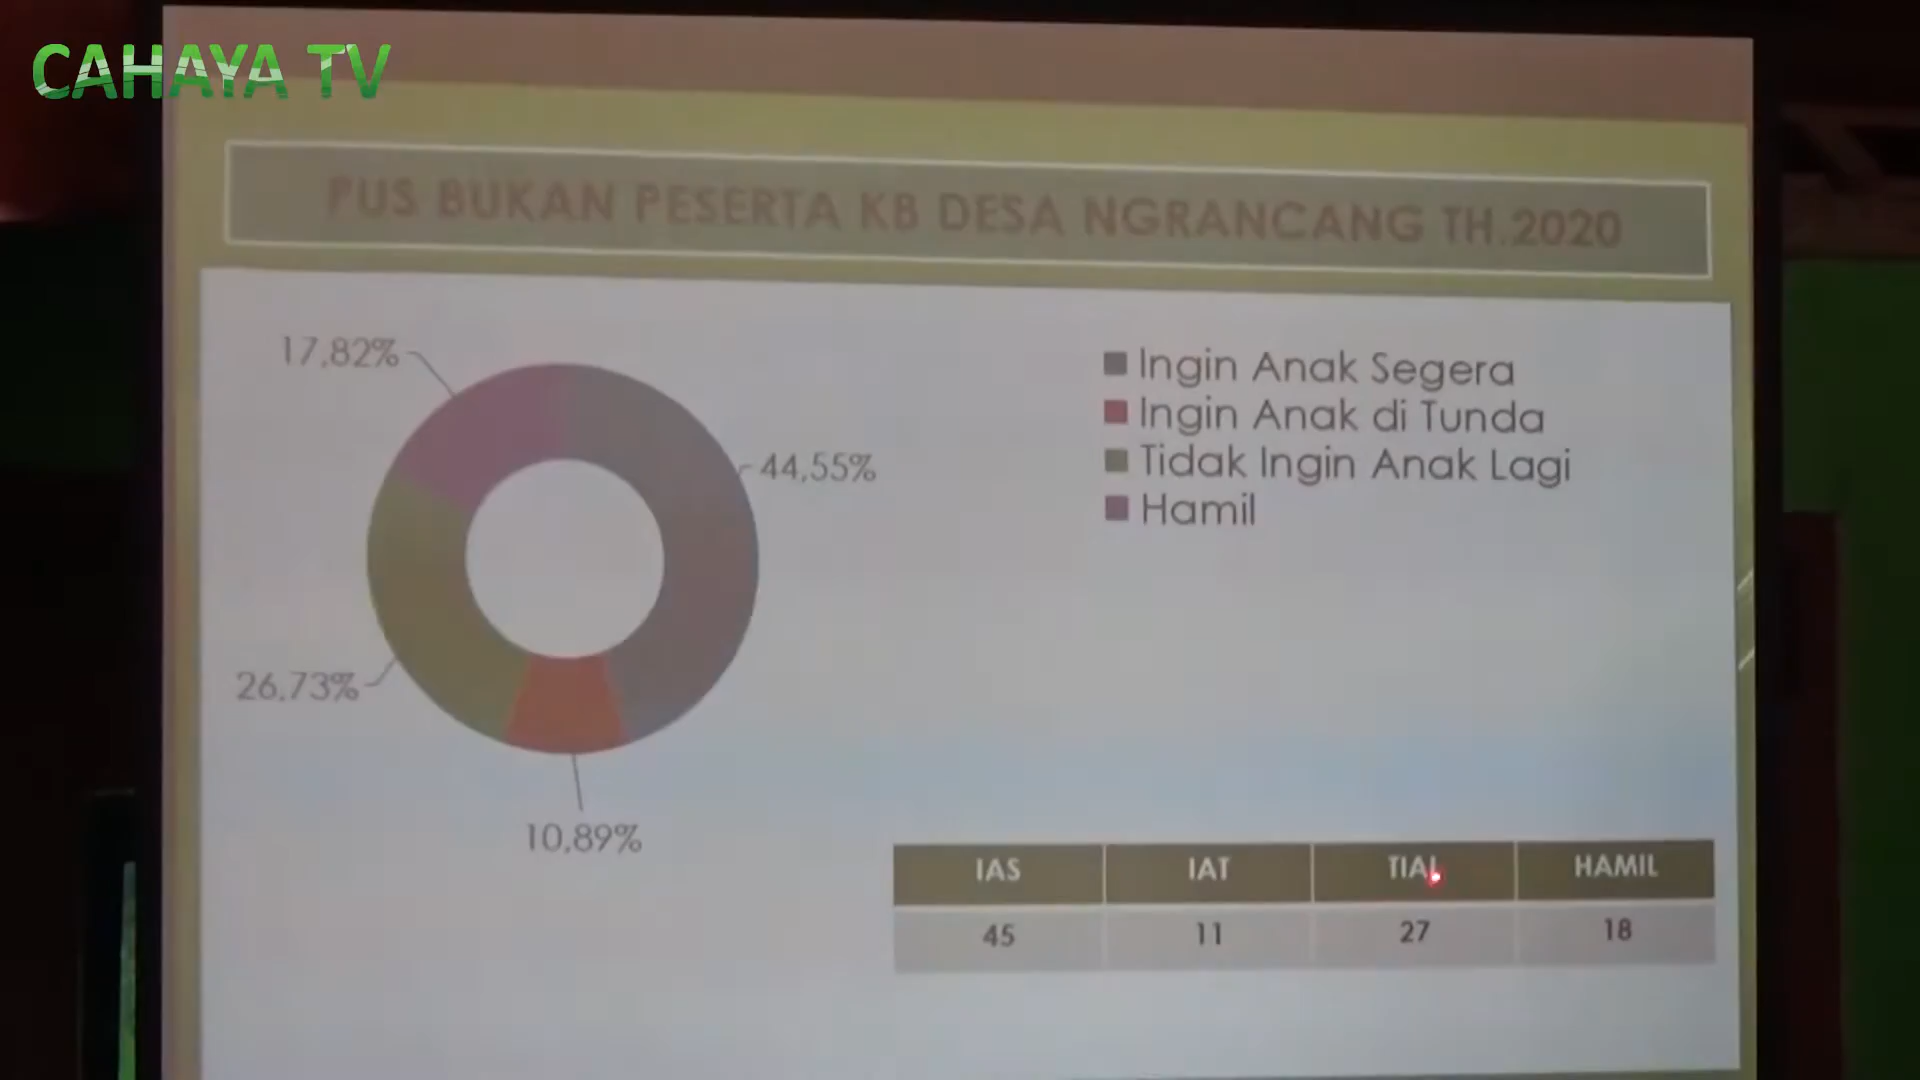 CAHAYA TV
PUS BUKAN PESERTA KB DESA NGRANCANG TH.2020
17,82%
44,55%
26,73%
10,89%
Ingin Anak Segera
Ingin Anak di Tunda
Tidak Ingin Anak Lagi
Hamil
IAS IAT TIAL HAMIL
45 11 27 18